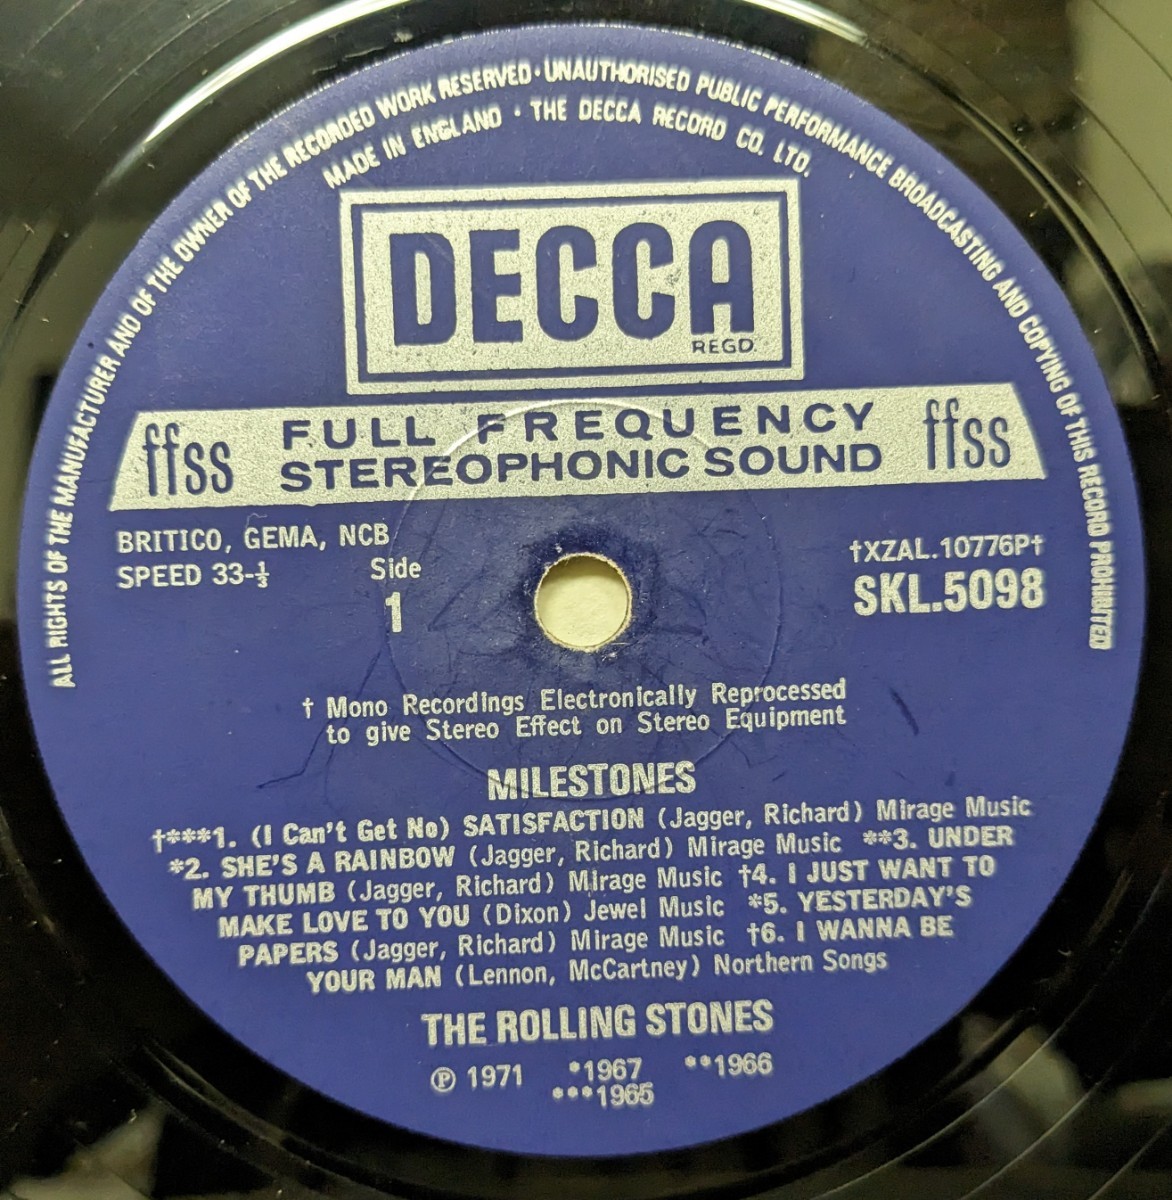 ALL RIGHTS OF THE MANUFACTURER AND OF THE OWNER OF THE RECORDED WORK RESERVED · UNAUTHORISED PUBLIC PERFORMANCE BROADCASTING AND COPYING OF THIS RECORD PROHIBITED
MADE IN ENGLAND · THE DECCA RECORD CO. LTD.
DECCA
REGD.
ffss FULL FREQUENCY ffss
STEREOPHONIC SOUND
BRITICO, GEMA, NCB
SPEED 33-⅓
Side
1
†XZAL.10776P†
SKL.5098
† Mono Recordings Electronically Reprocessed
to give Stereo Effect on Stereo Equipment
MILESTONES
†***1. (I Can't Get No) SATISFACTION (Jagger, Richard) Mirage Music
*2. SHE'S A RAINBOW (Jagger, Richard) Mirage Music **3. UNDER
MY THUMB (Jagger, Richard) Mirage Music †4. I JUST WANT TO
MAKE LOVE TO YOU (Dixon) Jewel Music *5. YESTERDAY'S
PAPERS (Jagger, Richard) Mirage Music †6. I WANNA BE
YOUR MAN (Lennon, McCartney) Northern Songs
THE ROLLING STONES
Ⓟ 1971 *1967 **1966
***1965